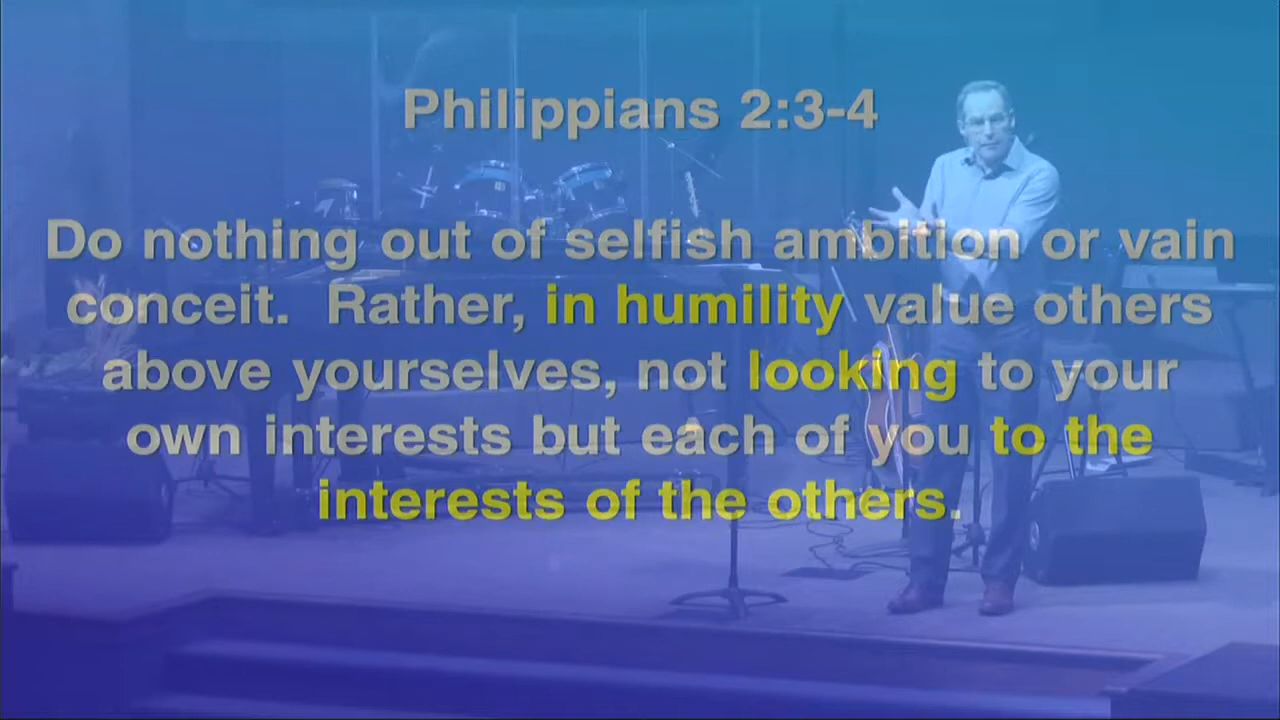 Philippians 2:3-4
Do nothing out of selfish ambition or vain
conceit.  Rather, in humility value others
above yourselves, not looking to your
own interests but each of you to the
interests of the others.